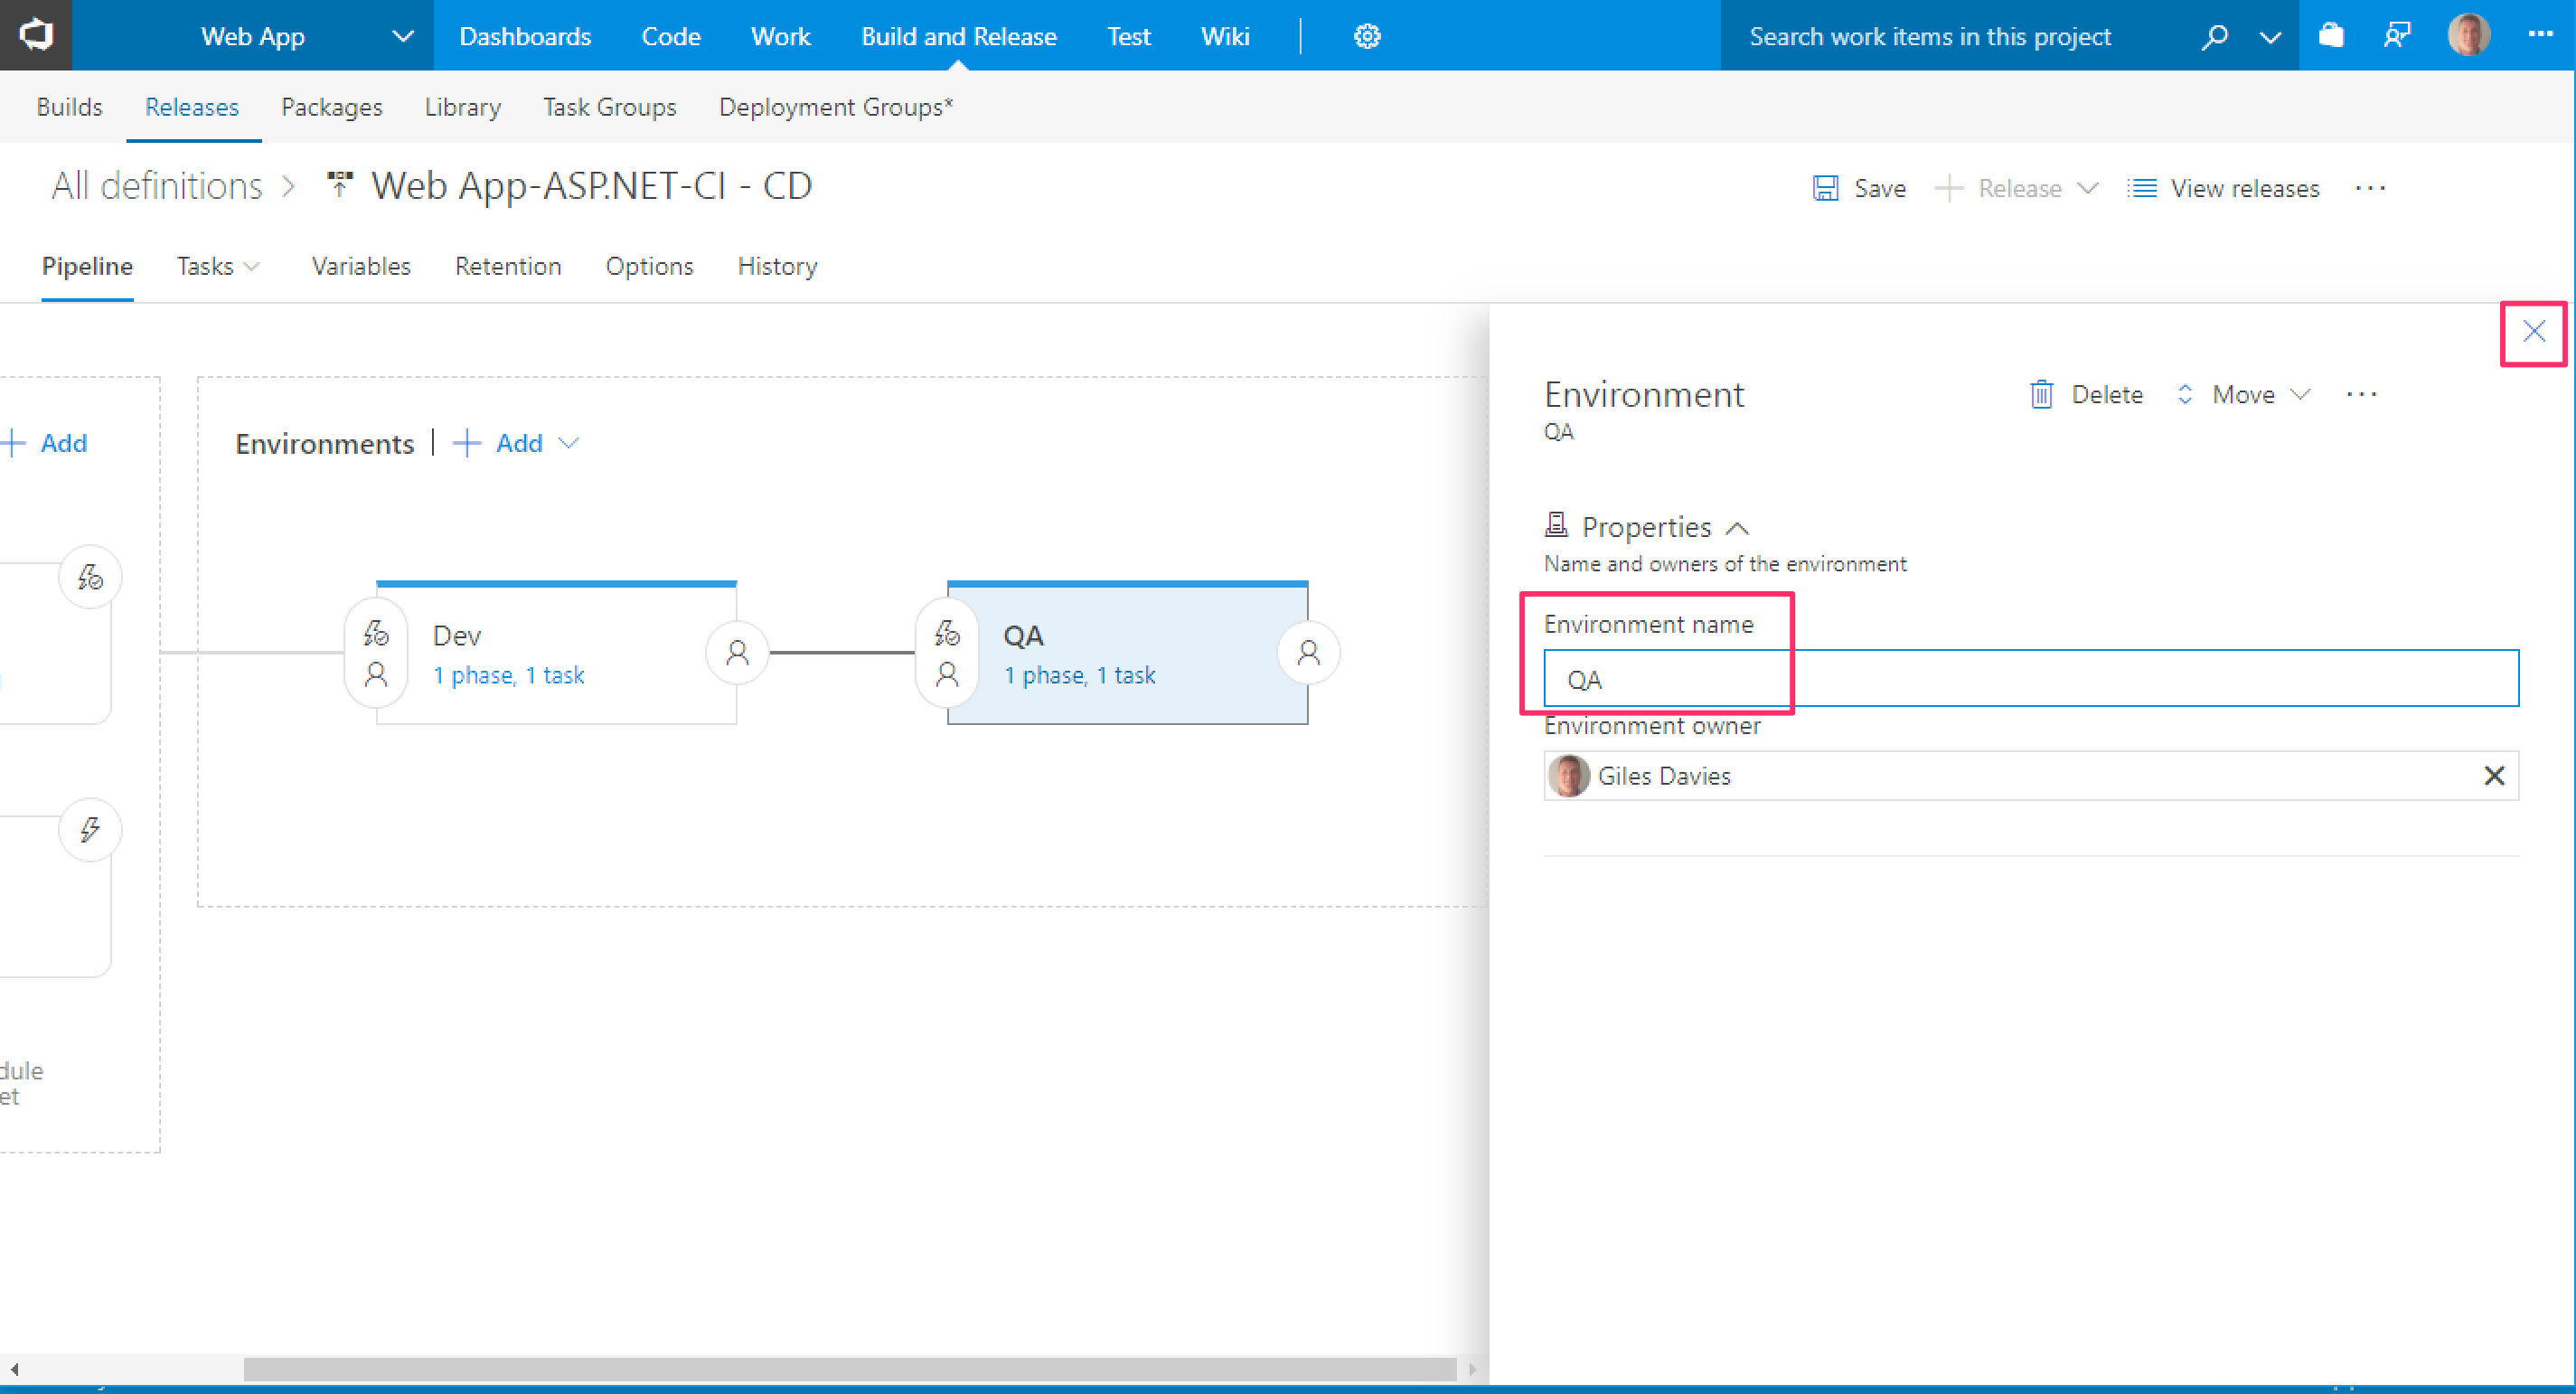 Web App Dashboards Code Work Build and Release Test Wiki Search work items in this project
Builds Releases Packages Library Task Groups Deployment Groups*
All definitions > Web App-ASP.NET-CI - CD Save + Release View releases ...
Pipeline Tasks Variables Retention Options History
+ Add
Environments | + Add
Dev
1 phase, 1 task
QA
1 phase, 1 task
dule
et
Environment Delete Move ...
QA
Properties
Name and owners of the environment
Environment name
QA
Environment owner
Giles Davies